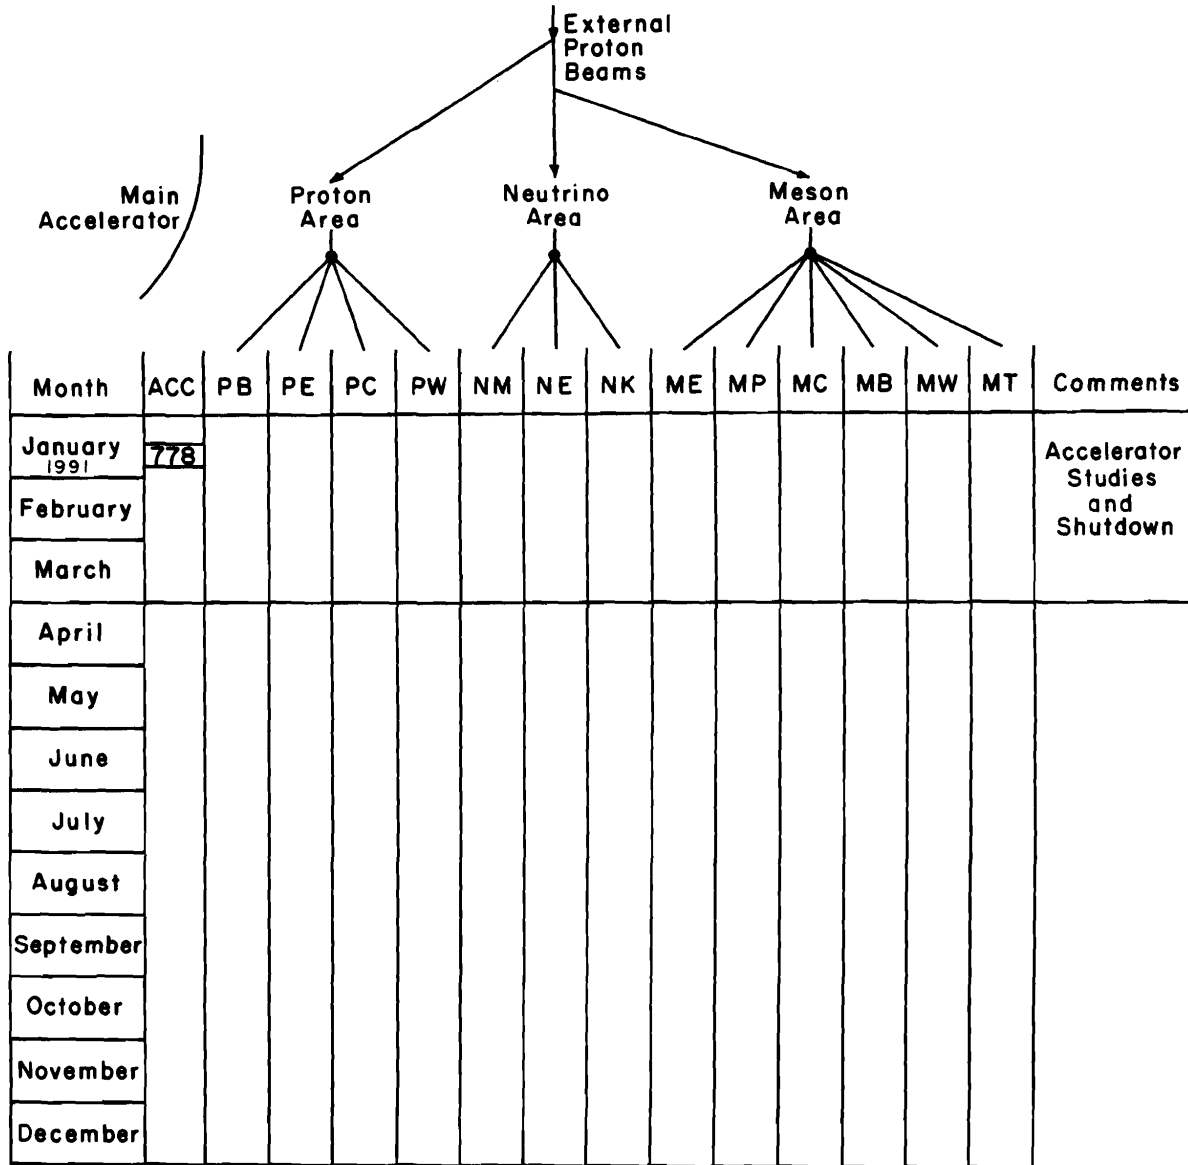 External
Proton
Beams
Main
Accelerator
Proton
Area
Neutrino
Area
Meson
Area
Month ACC PB PE PC PW NM NE NK ME MP MC MB MW MT Comments
January
1991
778
Accelerator
Studies
and
Shutdown
February
March
April
May
June
July
August
September
October
November
December